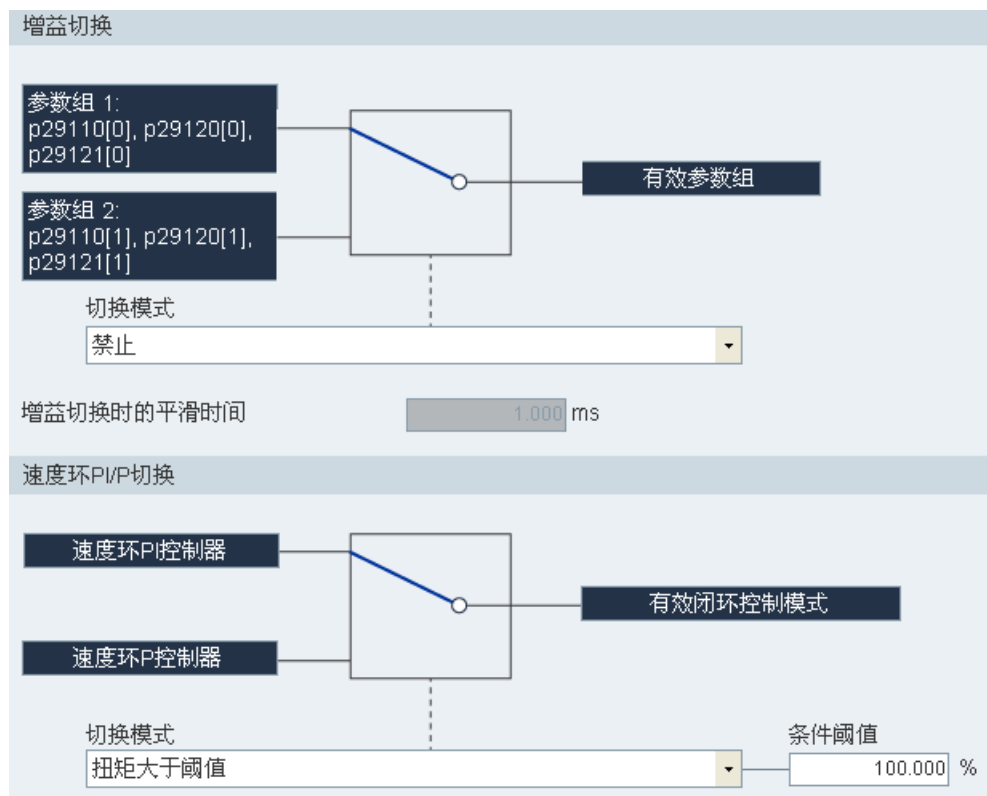 增益切换
参数组 1:
p29110[0], p29120[0],
p29121[0]
有效参数组
参数组 2:
p29110[1], p29120[1],
p29121[1]
切换模式
禁止
增益切换时的平滑时间 1.000 ms
速度环PI/P切换
速度环PI控制器
有效闭环控制模式
速度环P控制器
切换模式 条件阈值
扭矩大于阈值 100.000 %